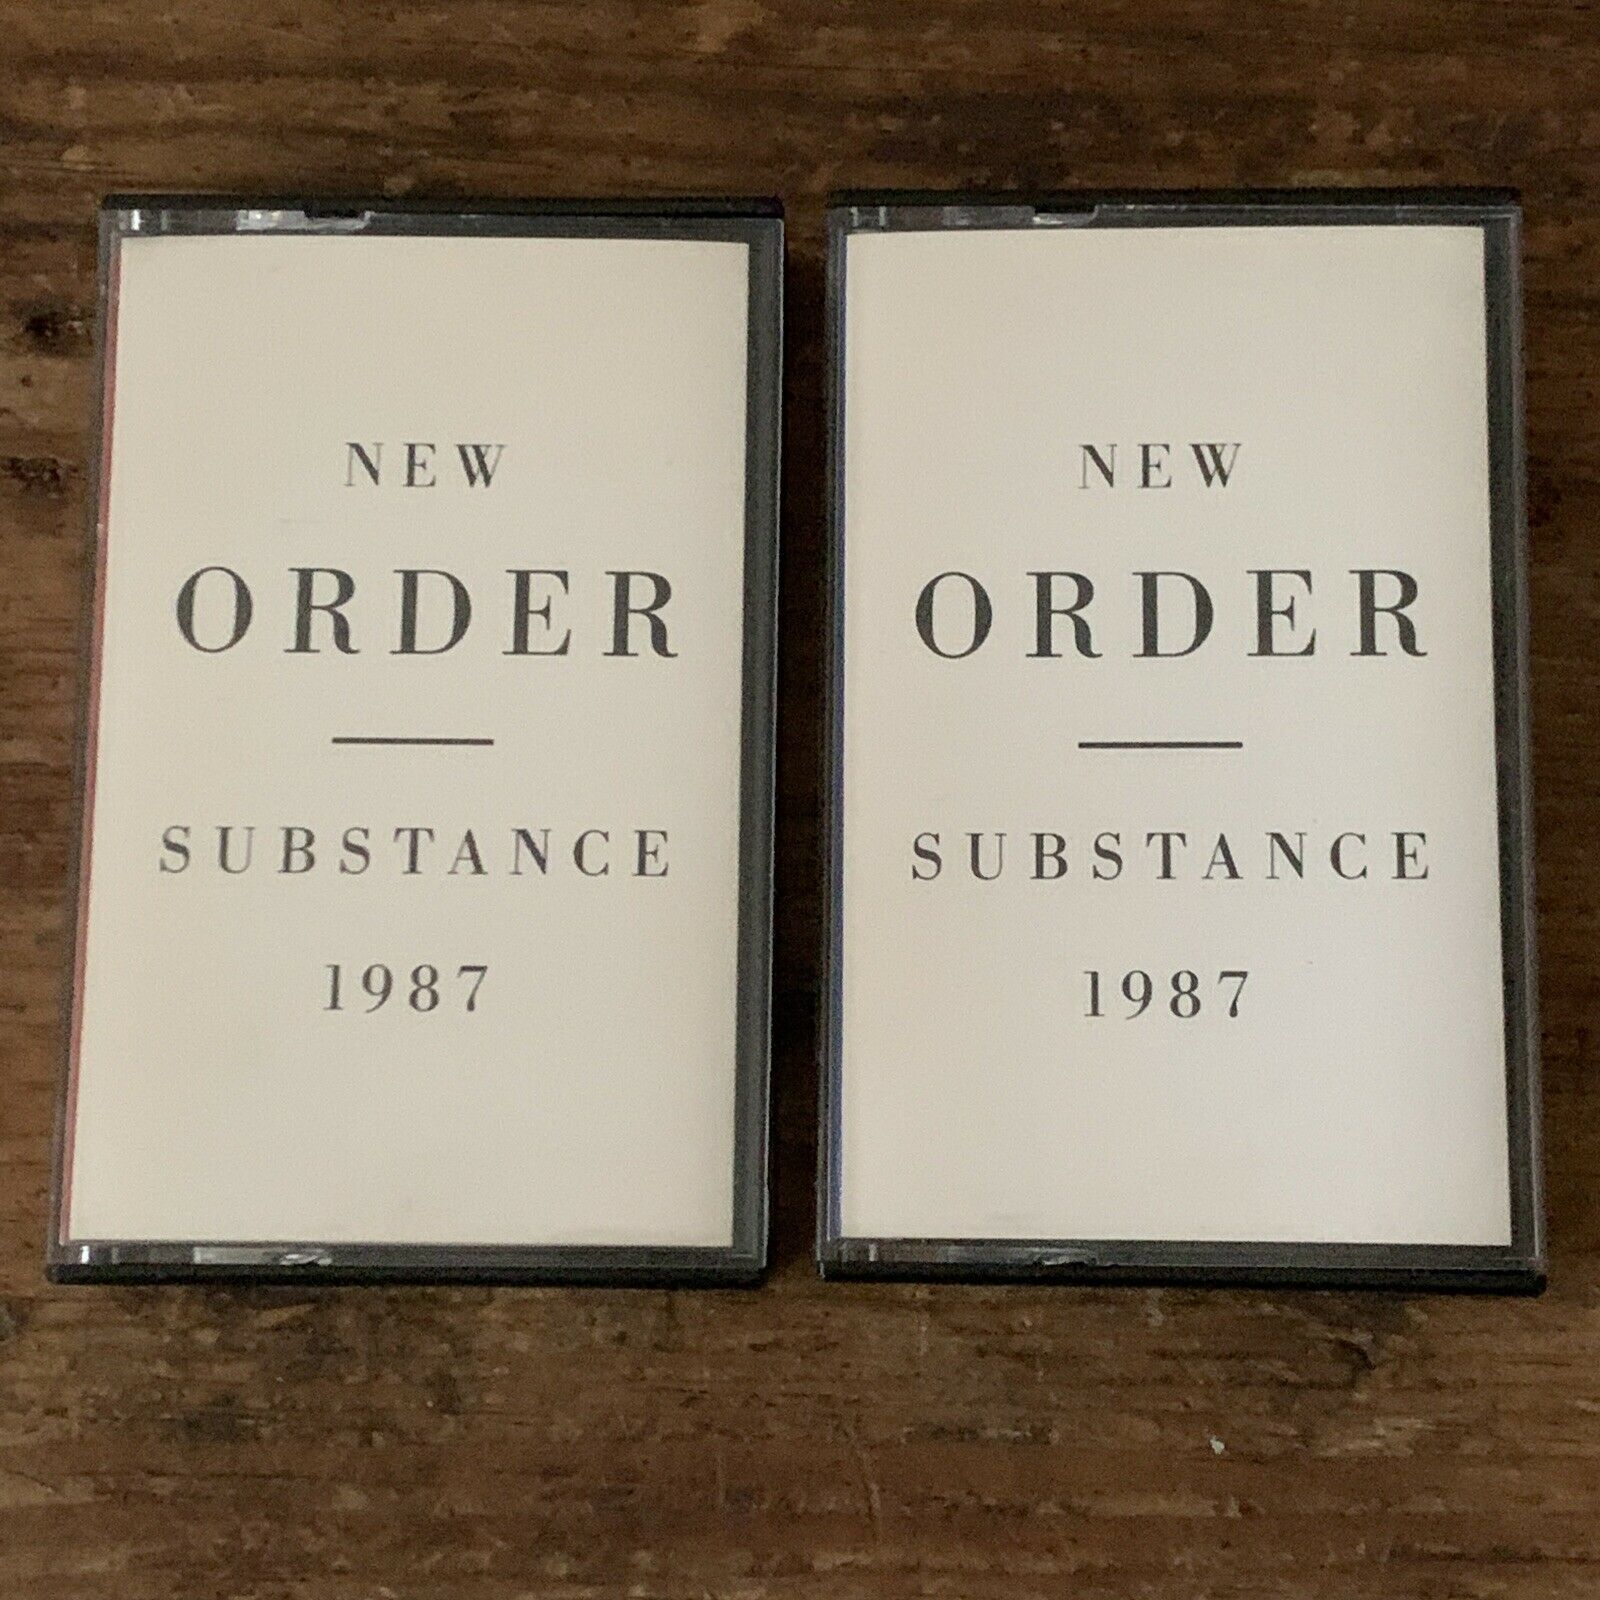 NEW
ORDER
SUBSTANCE
1987
NEW
ORDER
SUBSTANCE
1987